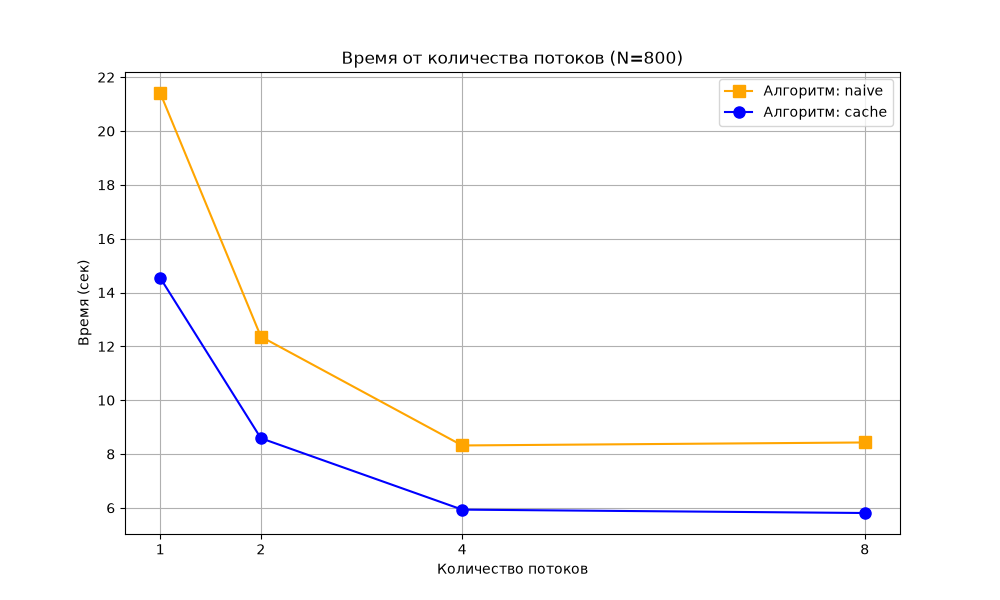 Время от количества потоков (N=800)
Алгоритм: naive
Алгоритм: cache
Время (сек)
22
20
18
16
14
12
10
8
6
1 2 4 8
Количество потоков